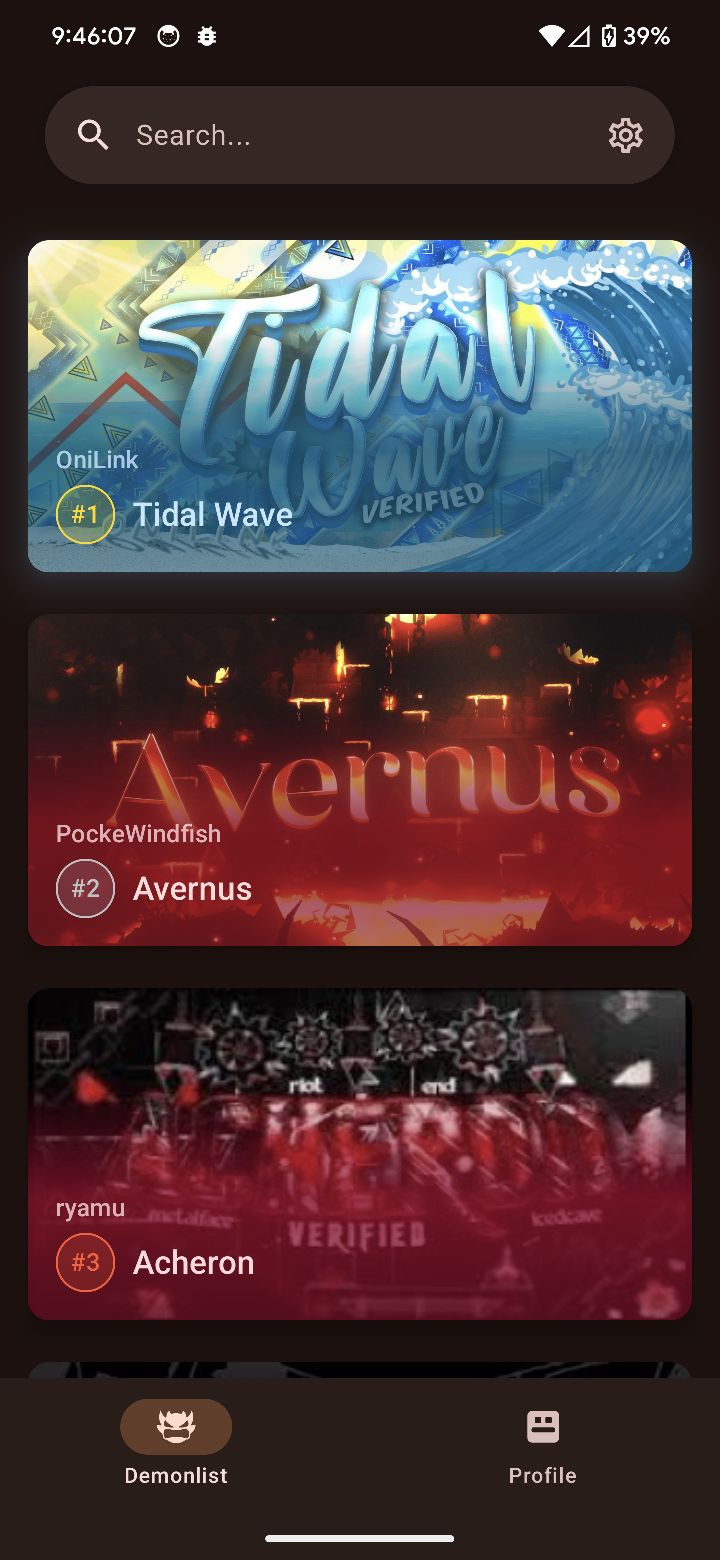 9:46:07
39%
Search...
Tidal
Wave
VERIFIED
OniLink
#1 Tidal Wave
Avernus
PockeWindfish
#2 Avernus
riot end
ryamu
metalface
VERIFIED
icedcave
#3 Acheron
Demonlist
Profile